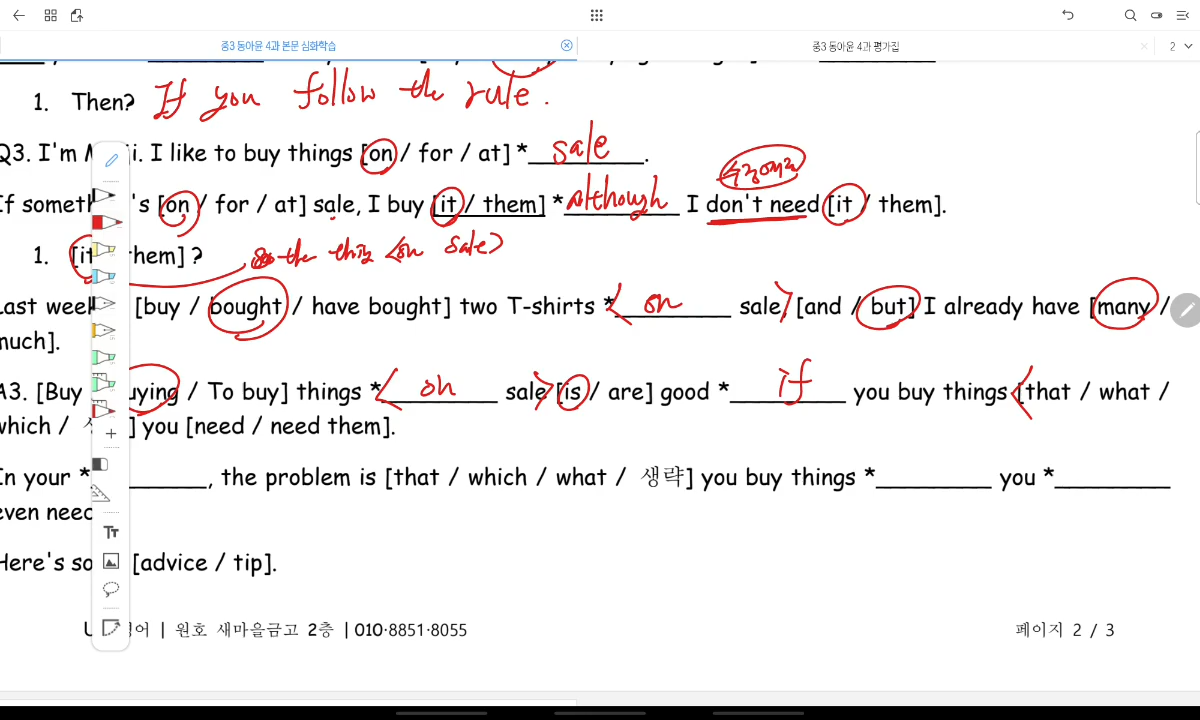 중3 동아윤 4과 본문 심화학습
중3 동아윤 4과 평가집
2
1. Then? If you follow the rule.
Q3. I'm M i. I like to buy things [on / for / at] * sale.
If someth 's [on / for / at] sale, I buy [it / them] * although I don't need [it / them].
1. [it hem] ? the thing <on sale>
Last week [buy / bought / have bought] two T-shirts *< on sale> [and / but] I already have [many /
much].
A3. [Buy uying / To buy] things *< on sale> [is / are] good * if you buy things <[that / what /
which / ] you [need / need them].
In your * , the problem is [that / which / what / 생략] you buy things * you *
even need
Here's so [advice / tip].
어 | 원호 새마을금고 2층 | 010·8851·8055
페이지 2 / 3
Tt